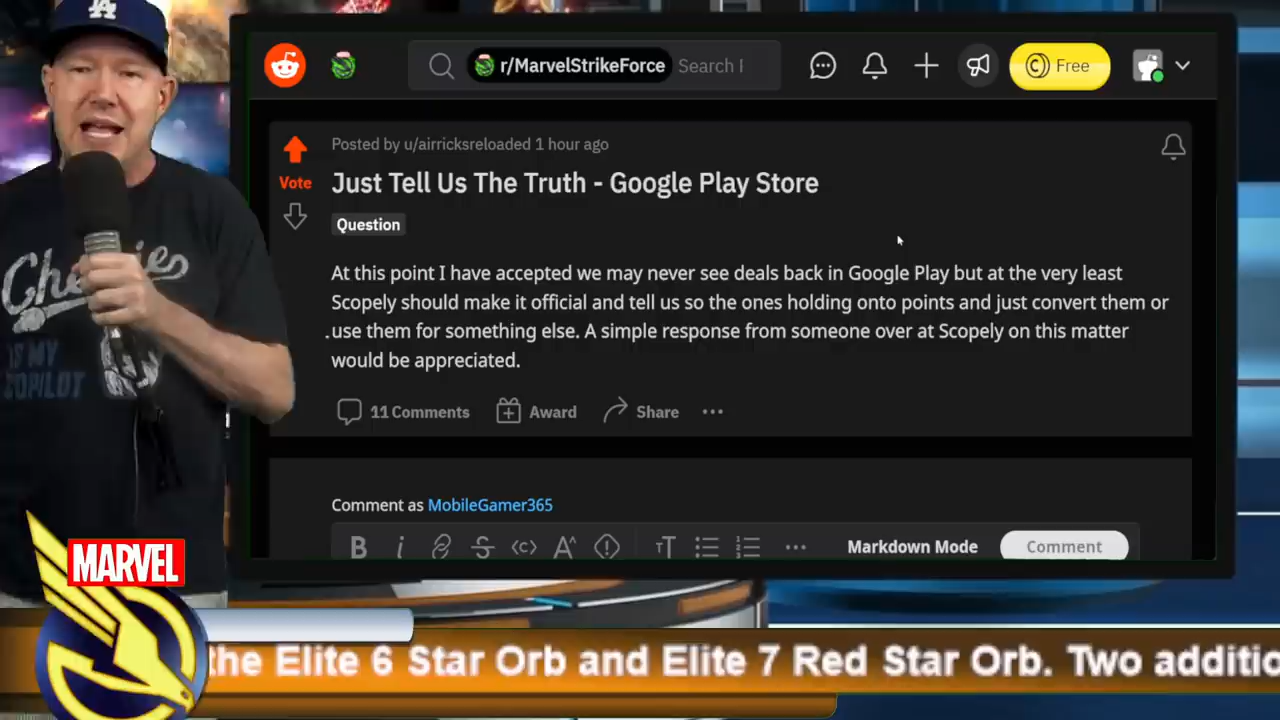 LA
r/MarvelStrikeForce
Search
Free
Posted by u/airricksreloaded 1 hour ago
Vote
Just Tell Us The Truth - Google Play Store
Question
At this point I have accepted we may never see deals back in Google Play but at the very least
Scopely should make it official and tell us so the ones holding onto points and just convert them or
use them for something else. A simple response from someone over at Scopely on this matter
would be appreciated.
11 Comments
Award
Share
Comment as MobileGamer365
B i
Markdown Mode
Comment
IS MY
COPILOT
MARVEL
the Elite 6 Star Orb and Elite 7 Red Star Orb. Two additio